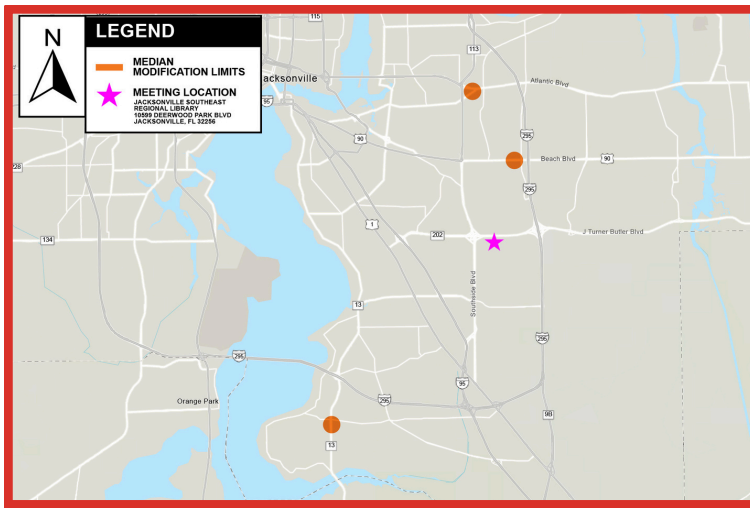 N
LEGEND
MEDIAN
MODIFICATION LIMITS
MEETING LOCATION
JACKSONVILLE SOUTHEAST
REGIONAL LIBRARY
10599 DEERWOOD PARK BLVD
JACKSONVILLE, FL 32256
115
113
acksonville
Atlantic Blvd
95
295
90
Beach Blvd
90
228
295
1
202
J Turner Butler Blvd
134
Southside Blvd
13
295
295
95
295
Orange Park
9B
13